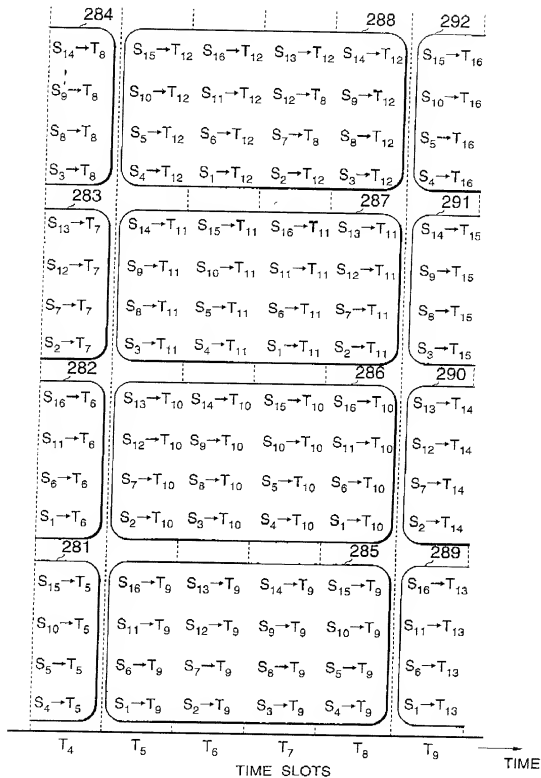 284 288 292
S₁₄→T₈ S₁₅→T₁₂ S₁₆→T₁₂ S₁₃→T₁₂ S₁₄→T₁₂ S₁₅→T₁₆
S₉→T₈ S₁₀→T₁₂ S₁₁→T₁₂ S₁₂→T₈ S₉→T₁₂ S₁₀→T₁₆
S₈→T₈ S₅→T₁₂ S₆→T₁₂ S₇→T₈ S₈→T₁₂ S₅→T₁₆
S₃→T₈ S₄→T₁₂ S₁→T₁₂ S₂→T₁₂ S₃→T₁₂ S₄→T₁₆
283 287 291
S₁₃→T₇ S₁₄→T₁₁ S₁₅→T₁₁ S₁₆→T₁₁ S₁₃→T₁₁ S₁₄→T₁₅
S₁₂→T₇ S₉→T₁₁ S₁₀→T₁₁ S₁₁→T₁₁ S₁₂→T₁₁ S₉→T₁₅
S₇→T₇ S₈→T₁₁ S₅→T₁₁ S₆→T₁₁ S₇→T₁₁ S₈→T₁₅
S₂→T₇ S₃→T₁₁ S₄→T₁₁ S₁→T₁₁ S₂→T₁₁ S₃→T₁₅
282 286 290
S₁₆→T₆ S₁₃→T₁₀ S₁₄→T₁₀ S₁₅→T₁₀ S₁₆→T₁₀ S₁₃→T₁₄
S₁₁→T₆ S₁₂→T₁₀ S₉→T₁₀ S₁₀→T₁₀ S₁₁→T₁₀ S₁₂→T₁₄
S₆→T₆ S₇→T₁₀ S₈→T₁₀ S₅→T₁₀ S₆→T₁₀ S₇→T₁₄
S₁→T₆ S₂→T₁₀ S₃→T₁₀ S₄→T₁₀ S₁→T₁₀ S₂→T₁₄
281 285 289
S₁₅→T₅ S₁₆→T₉ S₁₃→T₉ S₁₄→T₉ S₁₅→T₉ S₁₆→T₁₃
S₁₀→T₅ S₁₁→T₉ S₁₂→T₉ S₉→T₉ S₁₀→T₉ S₁₁→T₁₃
S₅→T₅ S₆→T₉ S₇→T₉ S₈→T₉ S₅→T₉ S₆→T₁₃
S₄→T₅ S₁→T₉ S₂→T₉ S₃→T₉ S₄→T₉ S₁→T₁₃
T₄ T₅ T₆ T₇ T₈ T₉
TIME
TIME SLOTS